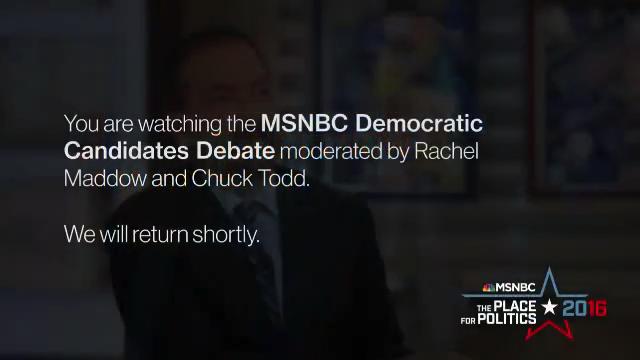 You are watching the MSNBC Democratic
Candidates Debate moderated by Rachel
Maddow and Chuck Todd.
We will return shortly.
MSNBC
THE PLACE
FOR POLITICS
2016